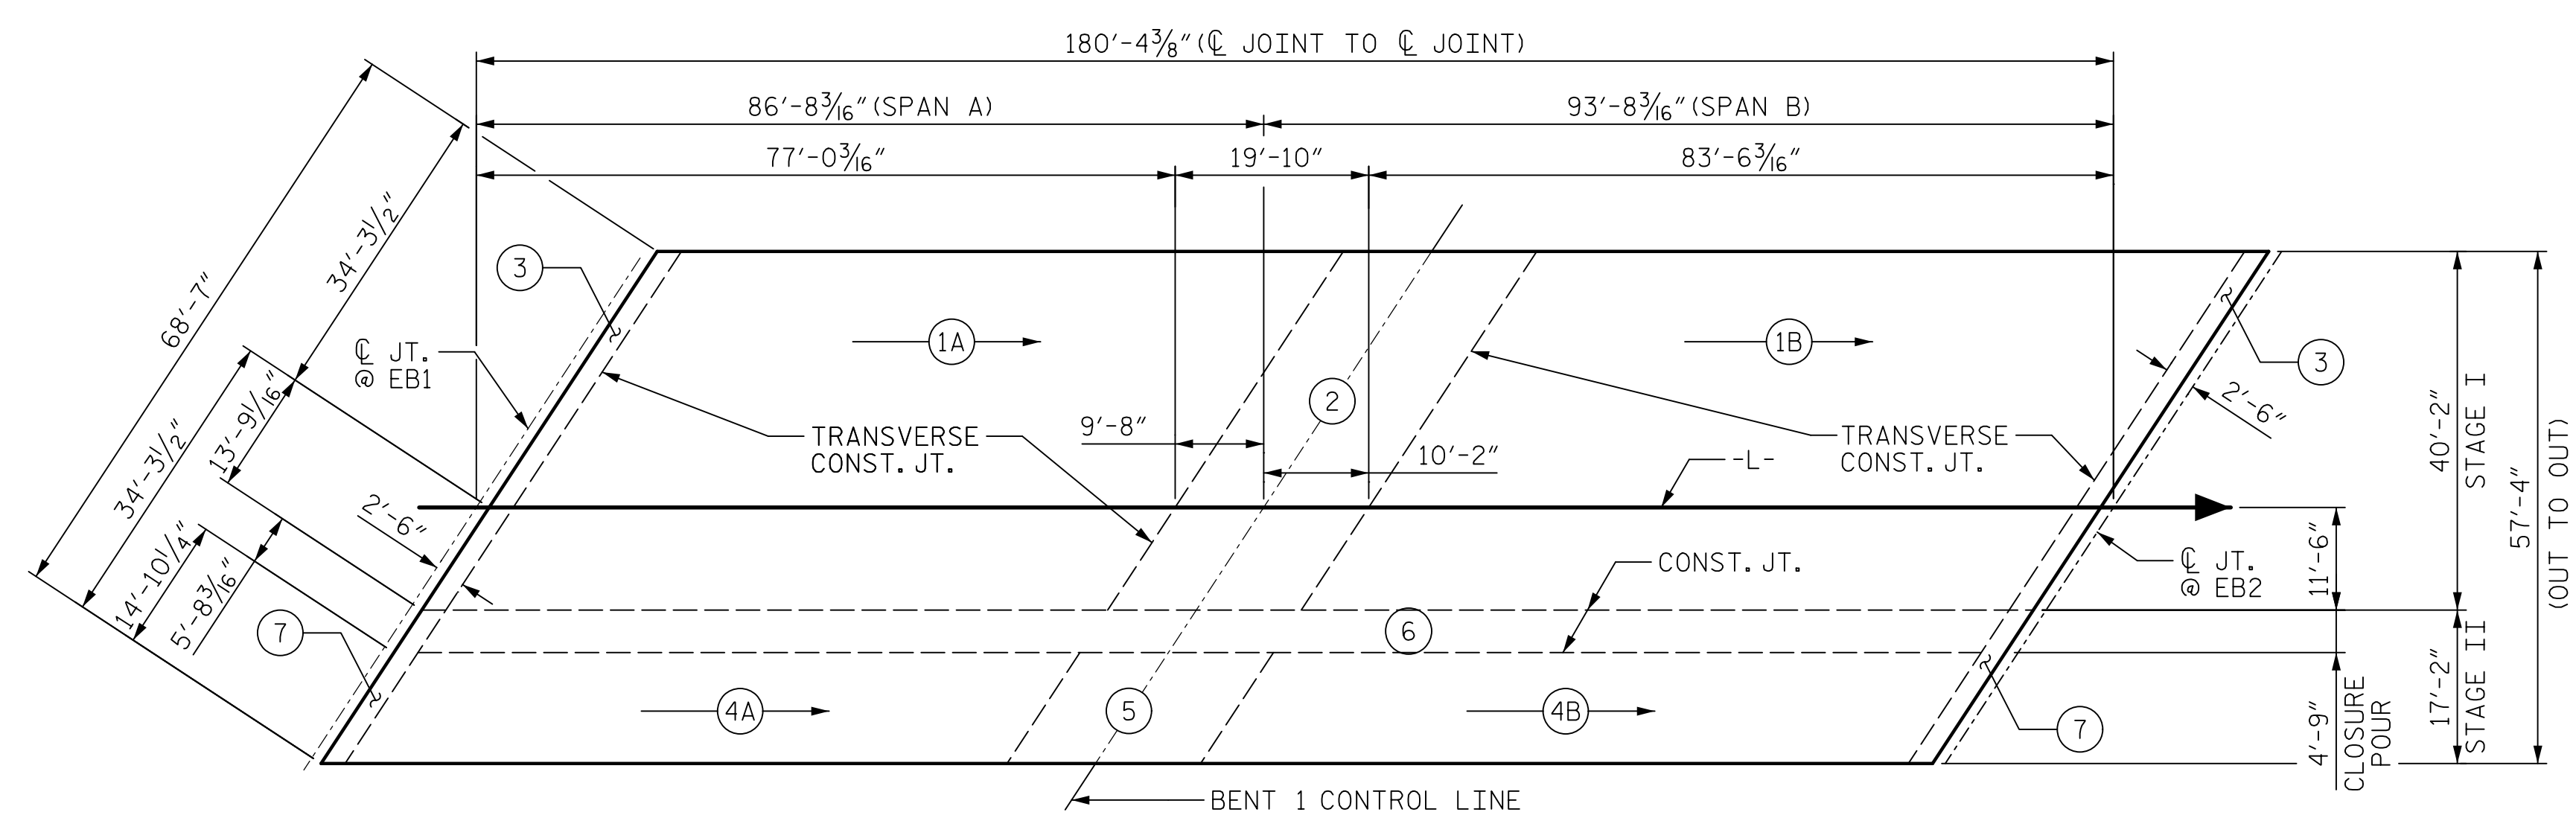 180′-4⅜″(℄ JOINT TO ℄ JOINT)
86′-8³⁄₁₆″(SPAN A)
93′-8³⁄₁₆″(SPAN B)
77′-0³⁄₁₆″
19′-10″
83′-6³⁄₁₆″
68′-7″
34′-3½″
34′-3½″
13′-9¹⁄₁₆″
14′-10¼″
5′-8³⁄₁₆″
2′-6″
3
℄ JT.
@ EB1
1A
1B
2
3
2′-6″
TRANSVERSE
CONST. JT.
9′-8″
10′-2″
TRANSVERSE
CONST. JT.
-L-
CONST. JT.
℄ JT.
@ EB2
7
6
4A
5
4B
7
BENT 1 CONTROL LINE
11′-6″
4′-9″
CLOSURE
POUR
40′-2″
STAGE I
17′-2″
STAGE II
57′-4″
(OUT TO OUT)